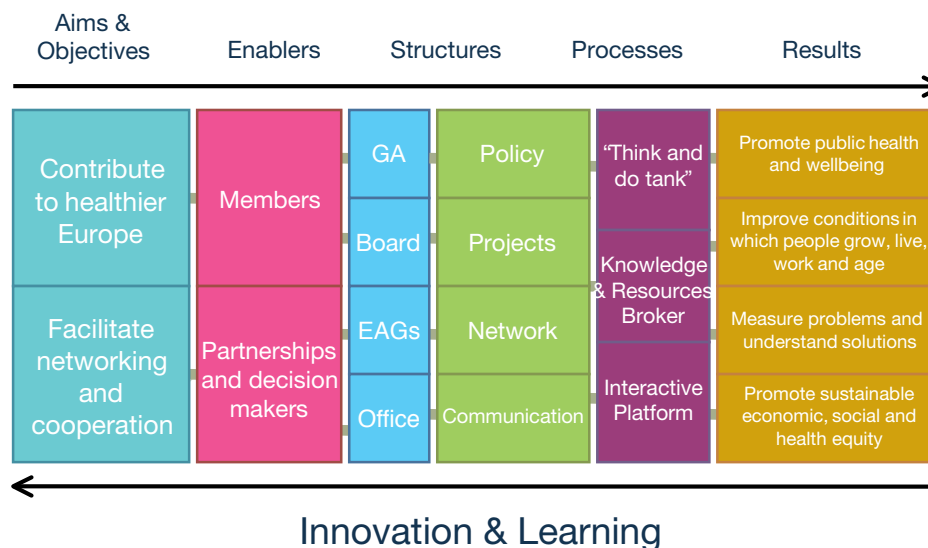 Aims &
Objectives
Enablers
Structures
Processes
Results
Contribute
to healthier
Europe
Facilitate
networking
and
cooperation
Members
Partnerships
and decision
makers
GA
Board
EAGs
Office
Policy
Projects
Network
Communication
“Think and
do tank”
Knowledge
& Resources
Broker
Interactive
Platform
Promote public health
and wellbeing
Improve conditions in
which people grow, live,
work and age
Measure problems and
understand solutions
Promote sustainable
economic, social and
health equity
Innovation & Learning